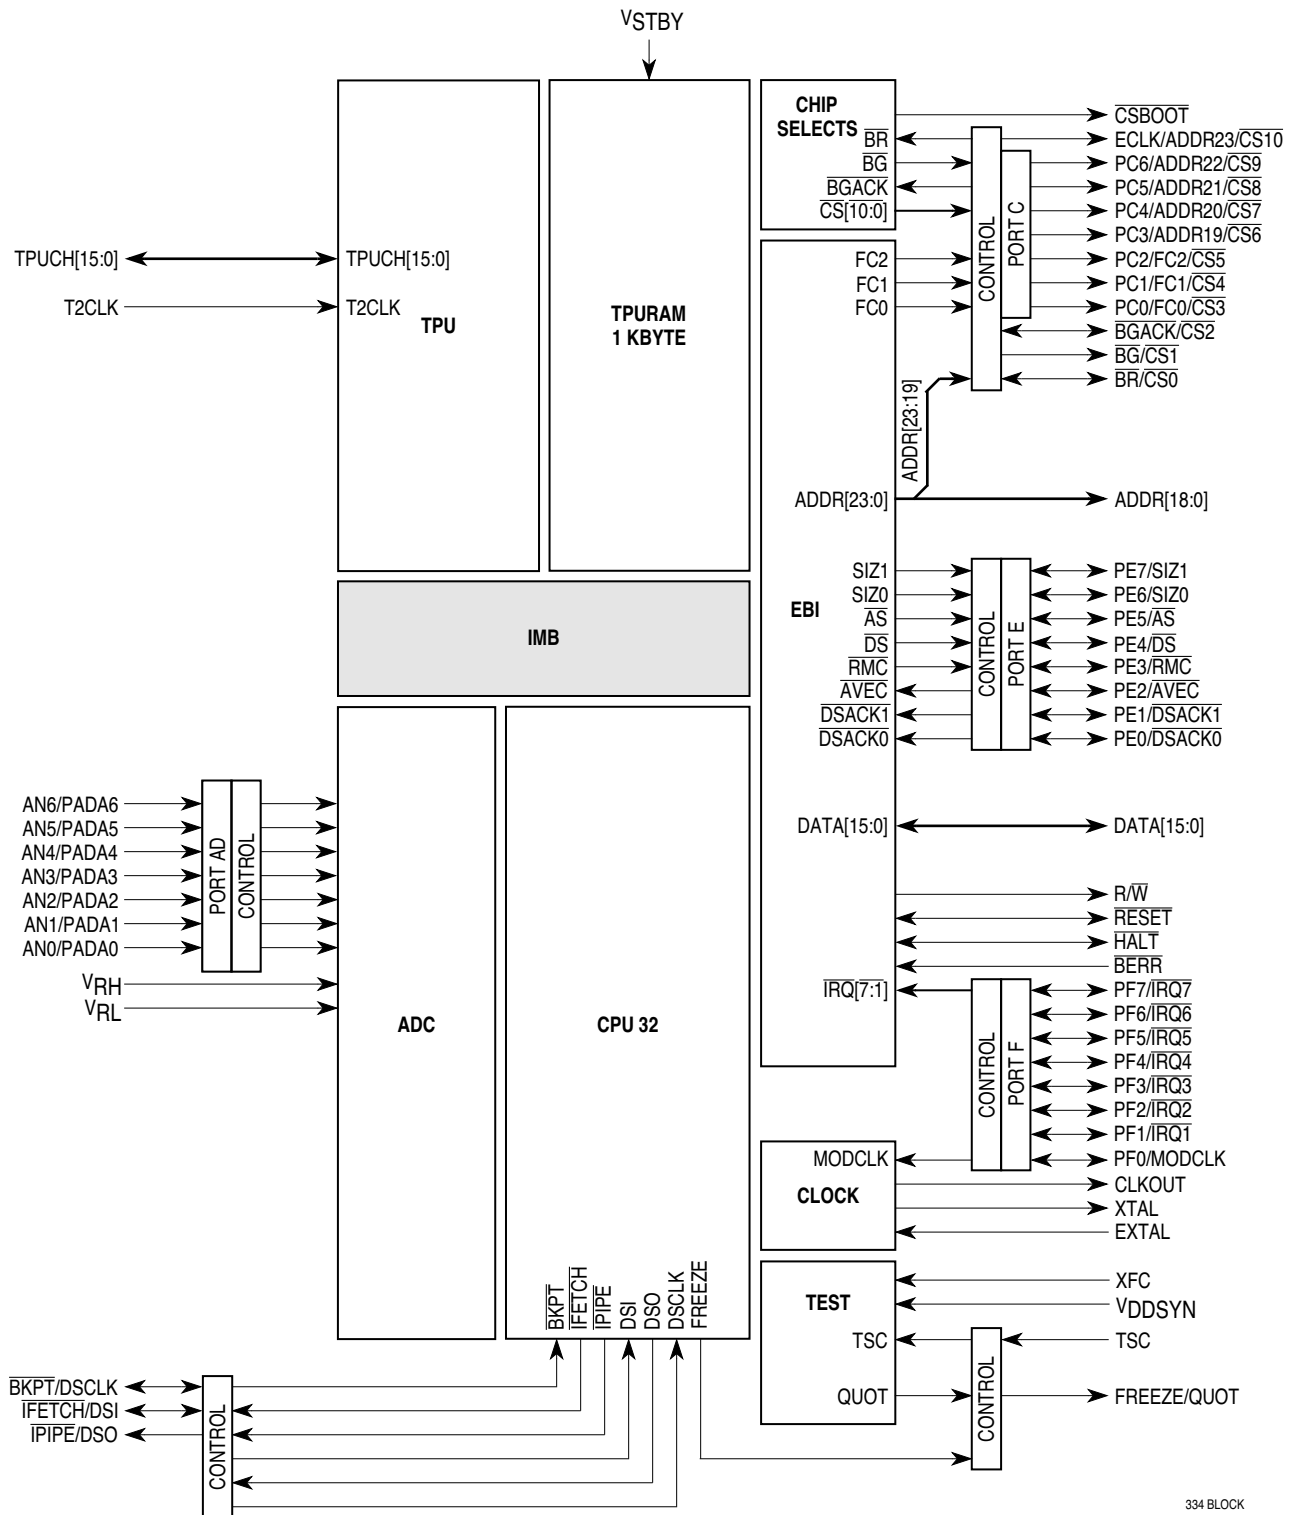 VSTBY
CHIP
SELECTS
BR
BG
BGACK
CS[10:0]
CONTROL
PORT C
CSBOOT
ECLK/ADDR23/CS10
PC6/ADDR22/CS9
PC5/ADDR21/CS8
PC4/ADDR20/CS7
PC3/ADDR19/CS6
PC2/FC2/CS5
PC1/FC1/CS4
PC0/FC0/CS3
BGACK/CS2
BG/CS1
BR/CS0
TPUCH[15:0]
T2CLK
TPUCH[15:0]
T2CLK
TPU
TPURAM
1 KBYTE
FC2
FC1
FC0
ADDR[23:19]
ADDR[23:0]
ADDR[18:0]
EBI
SIZ1
SIZ0
AS
DS
RMC
AVEC
DSACK1
DSACK0
CONTROL
PORT E
PE7/SIZ1
PE6/SIZ0
PE5/AS
PE4/DS
PE3/RMC
PE2/AVEC
PE1/DSACK1
PE0/DSACK0
IMB
AN6/PADA6
AN5/PADA5
AN4/PADA4
AN3/PADA3
AN2/PADA2
AN1/PADA1
AN0/PADA0
VRH
VRL
PORT AD
CONTROL
ADC
CPU 32
DATA[15:0]
DATA[15:0]
R/W
RESET
HALT
BERR
IRQ[7:1]
CONTROL
PORT F
PF7/IRQ7
PF6/IRQ6
PF5/IRQ5
PF4/IRQ4
PF3/IRQ3
PF2/IRQ2
PF1/IRQ1
PF0/MODCLK
MODCLK
CLOCK
CLKOUT
XTAL
EXTAL
TEST
XFC
VDDSYN
TSC
TSC
QUOT
CONTROL
FREEZE/QUOT
BKPT
IFETCH
IPIPE
DSI
DSO
DSCLK
FREEZE
BKPT/DSCLK
IFETCH/DSI
IPIPE/DSO
CONTROL
334 BLOCK